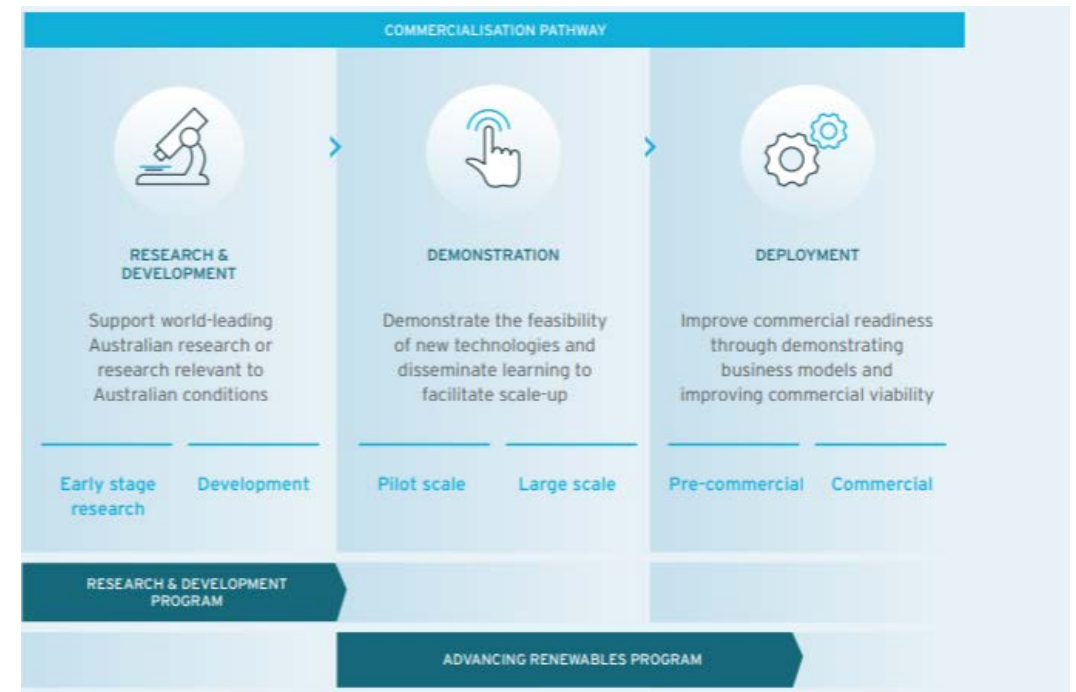 COMMERCIALISATION PATHWAY
RESEARCH &
DEVELOPMENT
Support world-leading
Australian research or
research relevant to
Australian conditions
Early stage
research
Development
DEMONSTRATION
Demonstrate the feasibility
of new technologies and
disseminate learning to
facilitate scale-up
Pilot scale
Large scale
DEPLOYMENT
Improve commercial readiness
through demonstrating
business models and
improving commercial viability
Pre-commercial
Commercial
RESEARCH & DEVELOPMENT
PROGRAM
ADVANCING RENEWABLES PROGRAM